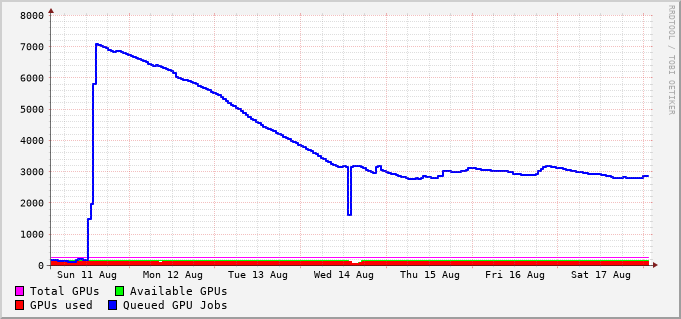 8000
7000
6000
5000
4000
3000
2000
1000
0
Sun 11 Aug Mon 12 Aug Tue 13 Aug Wed 14 Aug Thu 15 Aug Fri 16 Aug Sat 17 Aug
Total GPUs Available GPUs
GPUs used Queued GPU Jobs
RRDTOOL / TOBI OETIKER